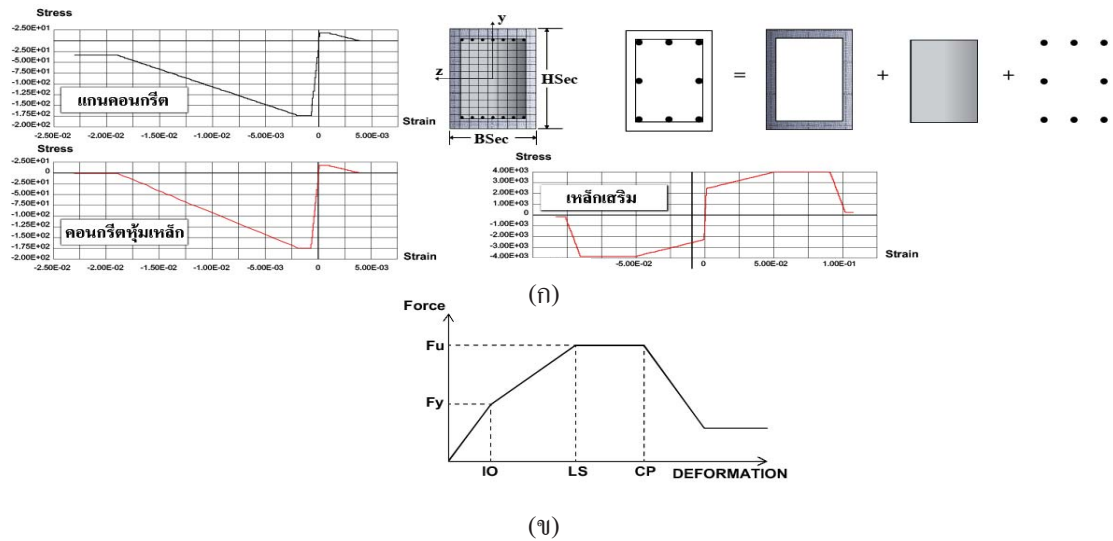 Stress
-2.50E+01
0
-2.50E+01
-5.00E+01
-7.50E+01
-1.00E+02
-1.25E+02
-1.50E+02
-1.75E+02
-2.00E+02
แกนคอนกรีต
Strain
-2.50E-02 -2.00E-02 -1.50E-02 -1.00E-02 -5.00E-03 0 5.00E-03
y
z
HSec
BSec
= + +
Stress
-2.50E+01
0
-2.50E+01
-5.00E+01
-7.50E+01
-1.00E+02
-1.25E+02
-1.50E+02
-1.75E+02
-2.00E+02
คอนกรีตหุ้มเหล็ก
Strain
-2.50E-02 -2.00E-02 -1.50E-02 -1.00E-02 -5.00E-03 0 5.00E-03
Stress
4.00E+03
3.00E+03
2.00E+03
1.00E+03
0
-1.00E+03
-2.00E+03
-3.00E+03
-4.00E+03
เหล็กเสริม
Strain
-5.00E-02 0 5.00E-02 1.00E-01
(ก)
Force
Fu
Fy
IO LS CP DEFORMATION
(ข)